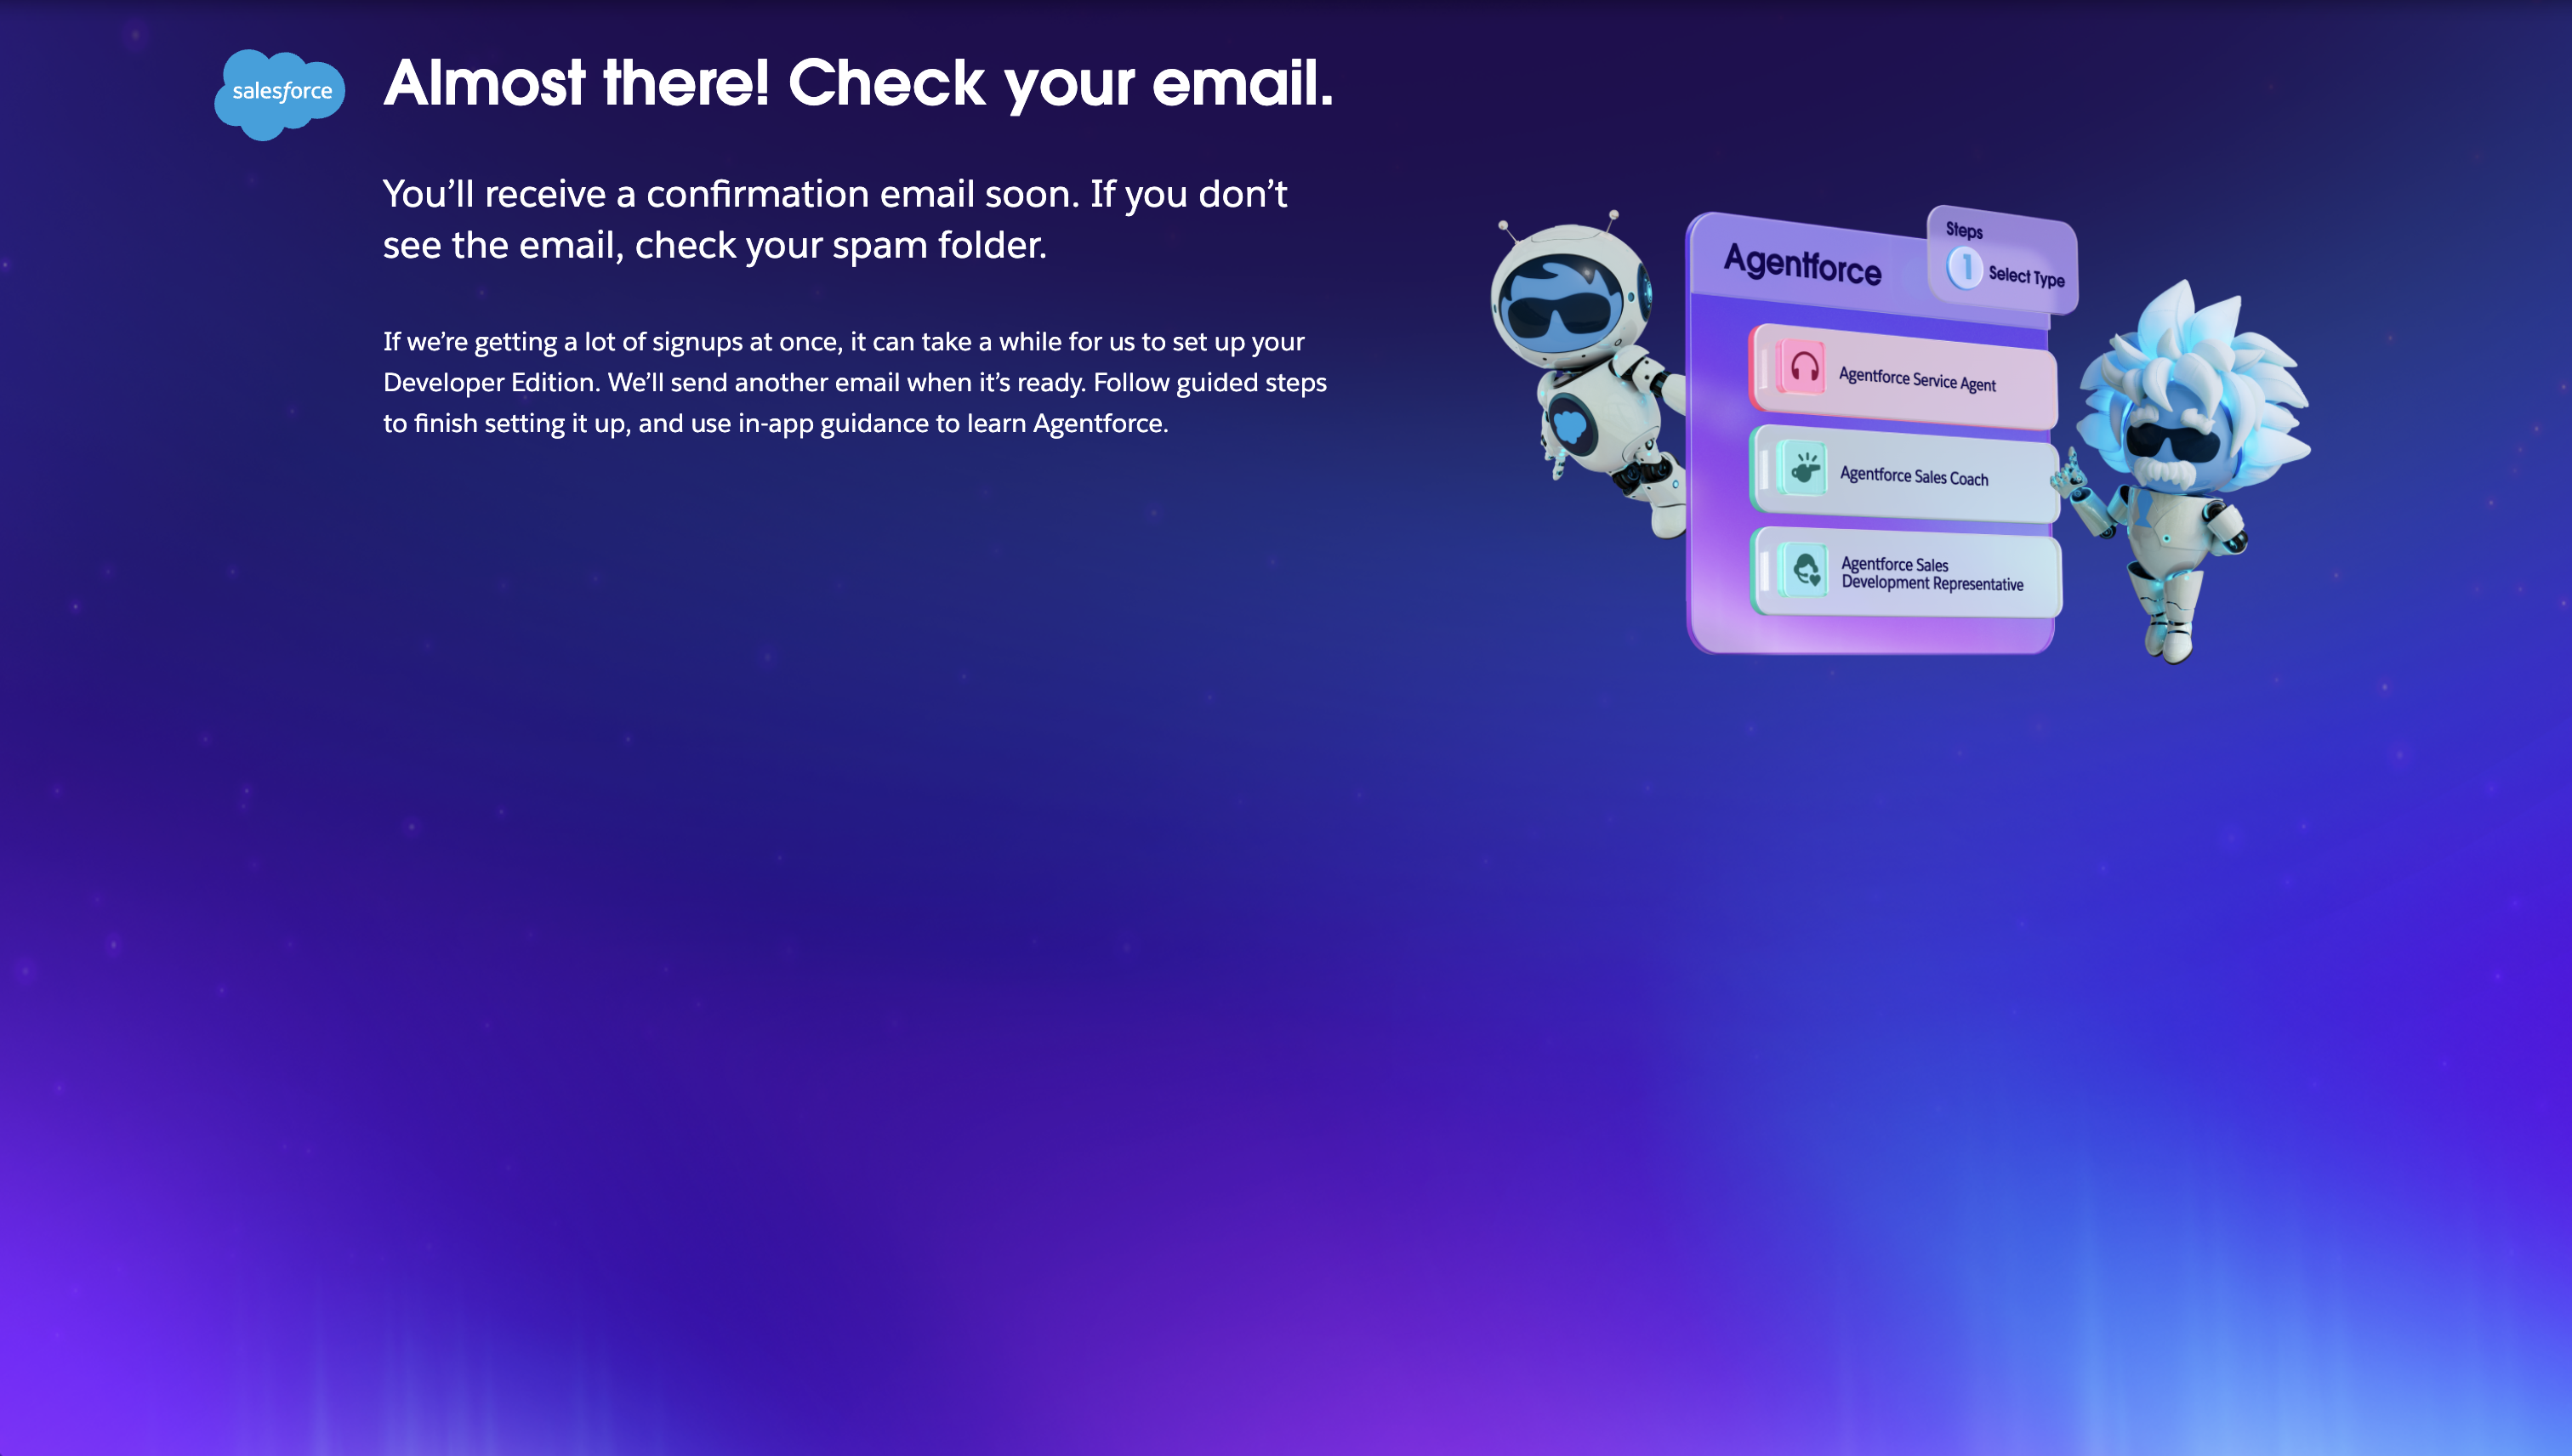 salesforce
Almost there! Check your email.
You’ll receive a confirmation email soon. If you don’t
see the email, check your spam folder.
If we’re getting a lot of signups at once, it can take a while for us to set up your
Developer Edition. We’ll send another email when it’s ready. Follow guided steps
to finish setting it up, and use in-app guidance to learn Agentforce.
Agentforce
Steps
1 Select Type
Agentforce Service Agent
Agentforce Sales Coach
Agentforce Sales
Development Representative